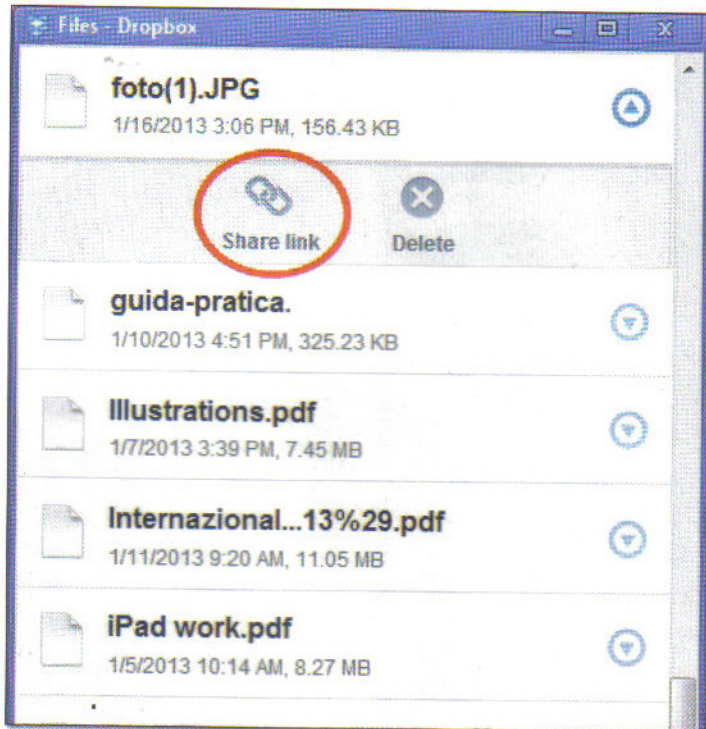 Files - Dropbox
foto(1).JPG
1/16/2013 3:06 PM, 156.43 KB
Share link
Delete
guida-pratica.
1/10/2013 4:51 PM, 325.23 KB
Illustrations.pdf
1/7/2013 3:39 PM, 7.45 MB
Internazional...13%29.pdf
1/11/2013 9:20 AM, 11.05 MB
iPad work.pdf
1/5/2013 10:14 AM, 8.27 MB